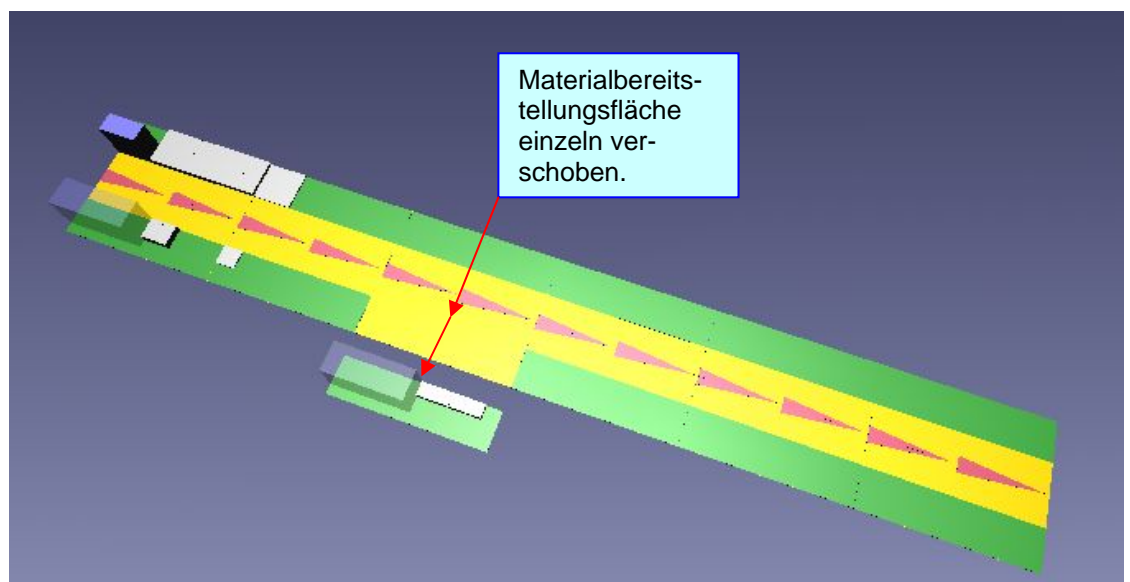 Materialbereits-
tellungsfläche
einzeln ver-
schoben.